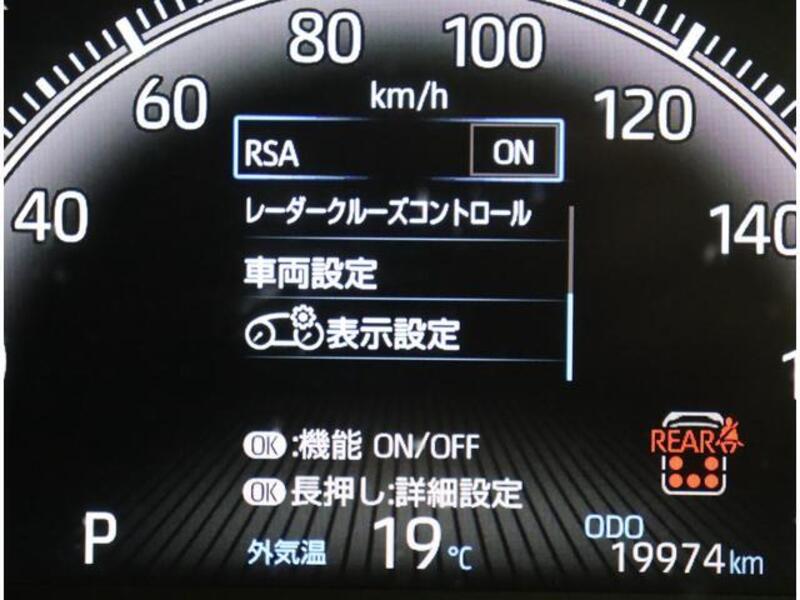 80 100
60 km/h 120
RSA ON
40 レーダークルーズコントロール 140
車両設定
表示設定
OK:機能 ON/OFF
REAR
OK長押し:詳細設定
P 外気温 19℃ ODO
19974km